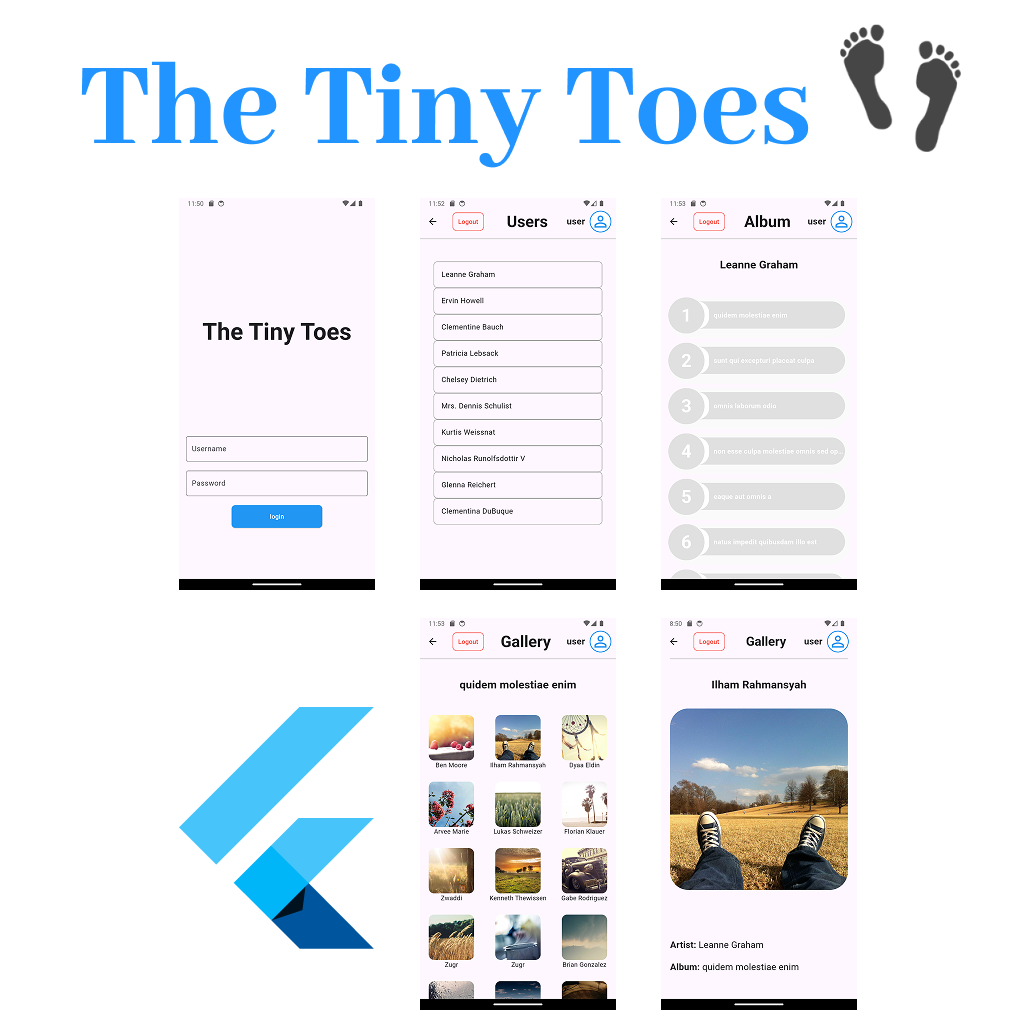 The Tiny Toes
11:50
The Tiny Toes
Username
Password
login
11:52
Logout
Users
user
Leanne Graham
Ervin Howell
Clementine Bauch
Patricia Lebsack
Chelsey Dietrich
Mrs. Dennis Schulist
Kurtis Weissnat
Nicholas Runolfsdottir V
Glenna Reichert
Clementina DuBuque
11:53
Logout
Album
user
Leanne Graham
1 quidem molestiae enim
2 sunt qui excepturi placeat culpa
3 omnis laborum odio
4 non esse culpa molestiae omnis sed op...
5 eaque aut omnis a
6 natus impedit quibusdam illo est
11:53
Logout
Gallery
user
quidem molestiae enim
Ben Moore
Ilham Rahmansyah
Dyaa Eldin
Arvee Marie
Lukas Schweizer
Florian Klauer
Zwaddi
Kenneth Thewissen
Gabe Rodriguez
Zugr
Zugr
Brian Gonzalez
8:50
Logout
Gallery
user
Ilham Rahmansyah
Artist: Leanne Graham
Album: quidem molestiae enim